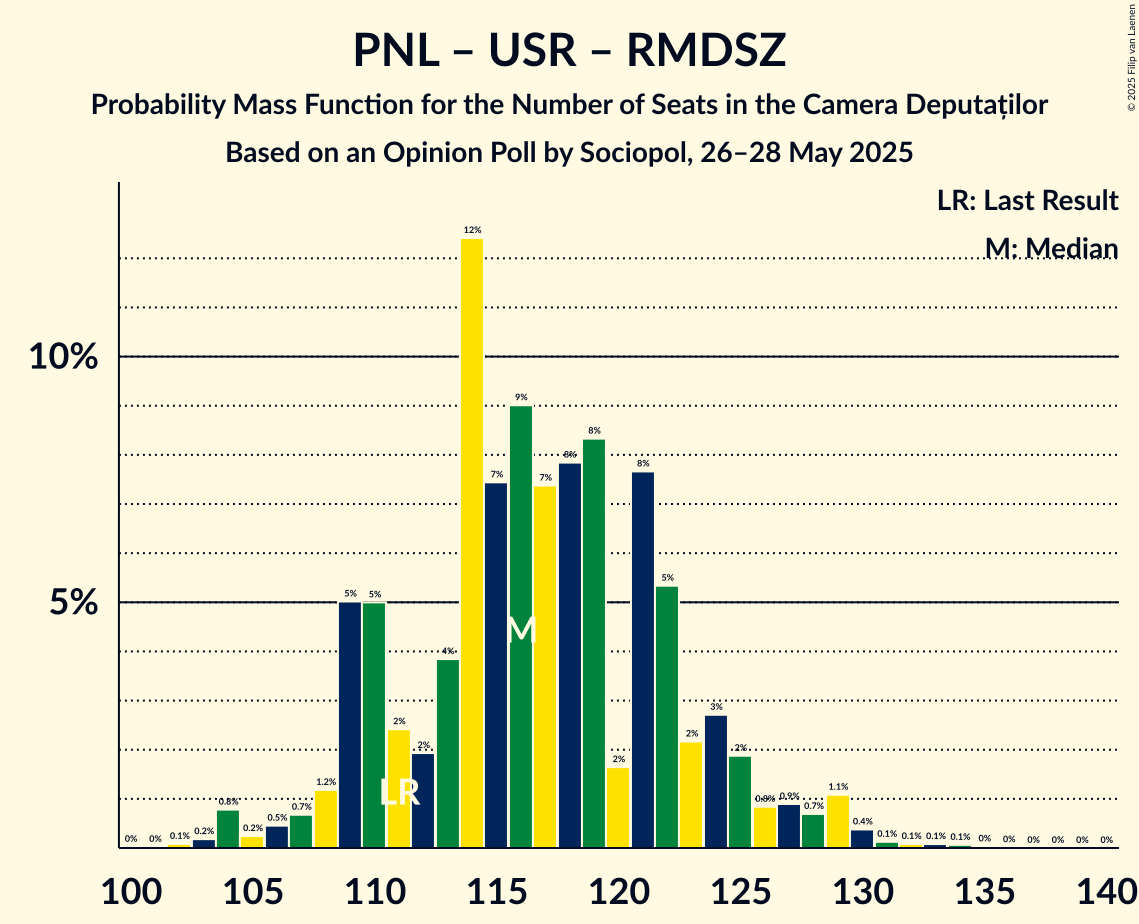 PNL – USR – RMDSZ
Probability Mass Function for the Number of Seats in the Camera Deputaților
Based on an Opinion Poll by Sociopol, 26–28 May 2025
© 2025 Filip van Laenen
LR: Last Result
M: Median
10%
5%
0% 0% 0.1% 0.2% 0.8% 0.2% 0.5% 0.7% 1.2% 5% 5% 2% 2% 4% 12% 7% 9% 7% 8% 8% 2% 8% 5% 2% 3% 2% 0.8% 0.9% 0.7% 1.1% 0.4% 0.1% 0.1% 0.1% 0.1% 0% 0% 0% 0% 0% 0%
M
LR
100 105 110 115 120 125 130 135 140